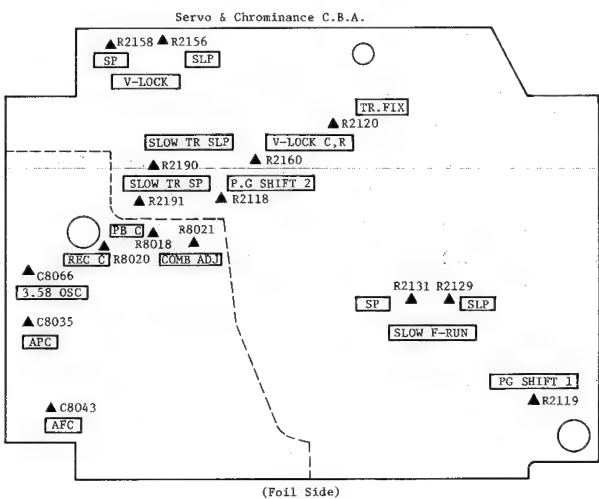 Servo & Chrominance C.B.A.
▲R2158 ▲R2156
SP SLP
V-LOCK
TR.FIX
▲R2120
SLOW TR SLP V-LOCK C,R
▲R2190 ▲R2160
SLOW TR SP P.G SHIFT 2
▲R2191 ▲R2118
PB C R8021
R8018
REC C R8020 COMB ADJ
▲C8066
3.58 OSC
R2131 R2129
SP SLP
▲C8035
SLOW F-RUN
APC
PG SHIFT 1
▲R2119
▲C8043
AFC
(Foil Side)